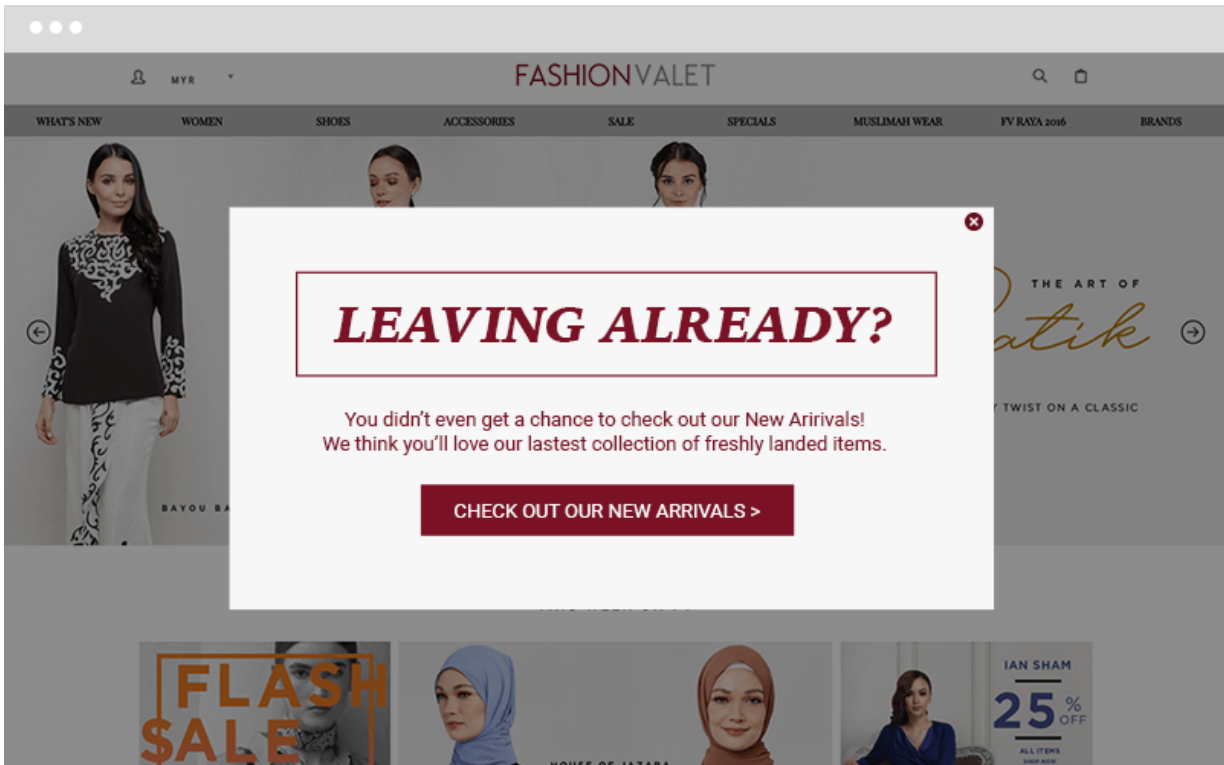 MYR
FASHIONVALET
WHAT'S NEW WOMEN SHOES ACCESSORIES SALE SPECIALS MUSLIMAH WEAR FV RAYA 2016 BRANDS
THE ART OF
LEAVING ALREADY?
You didn't even get a chance to check out our New Aririvals!
We think you'll love our lastest collection of freshly landed items.
TWIST ON A CLASSIC
CHECK OUT OUR NEW ARRIVALS >
BAYOU
FLASH
SALE
IAN SHAM
25% OFF
ALL ITEMS
SHOP NOW